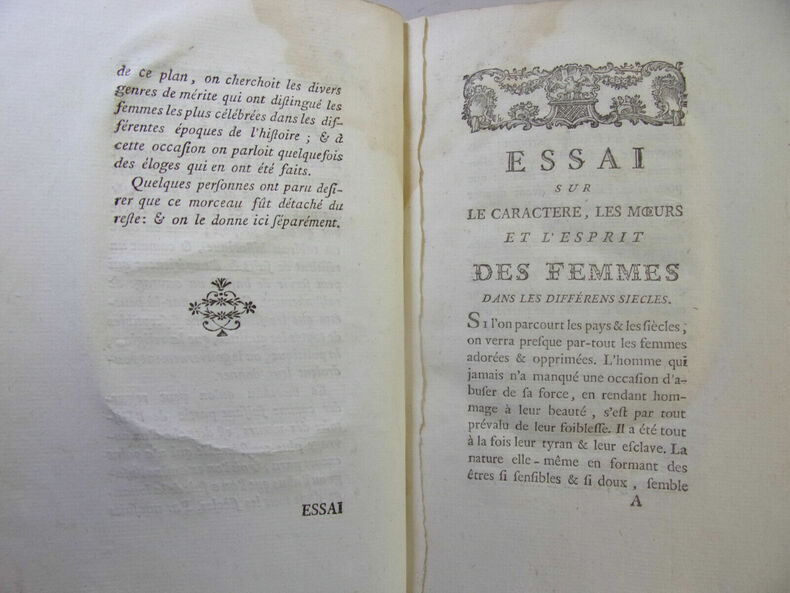 de ce plan, on cherchoit les divers
genres de mérite qui ont diſtingué les
femmes les plus célébrées dans les dif-
férentes époques de l'hiſtoire ; & à
cette occaſion on parloit quelquefois
des éloges qui en ont été faits.
Quelques perſonnes ont paru deſi-
rer que ce morceau fût détaché du
reſte: & on le donne ici ſéparément.
ESSAI
ESSAI
SUR
LE CARACTERE, LES MŒURS
ET L'ESPRIT
DES FEMMES
DANS LES DIFFÉRENS SIECLES.
SI l'on parcourt les pays & les ſiècles,
on verra preſque par-tout les femmes
adorées & opprimées. L'homme qui
jamais n'a manqué une occaſion d'a-
buſer de ſa force, en rendant hom-
mage à leur beauté, s'eſt par tout
prévalu de leur foibleſſe. Il a été tout
à la fois leur tyran & leur eſclave. La
nature elle-même en formant des
êtres ſi ſenſibles & ſi doux, ſemble
A